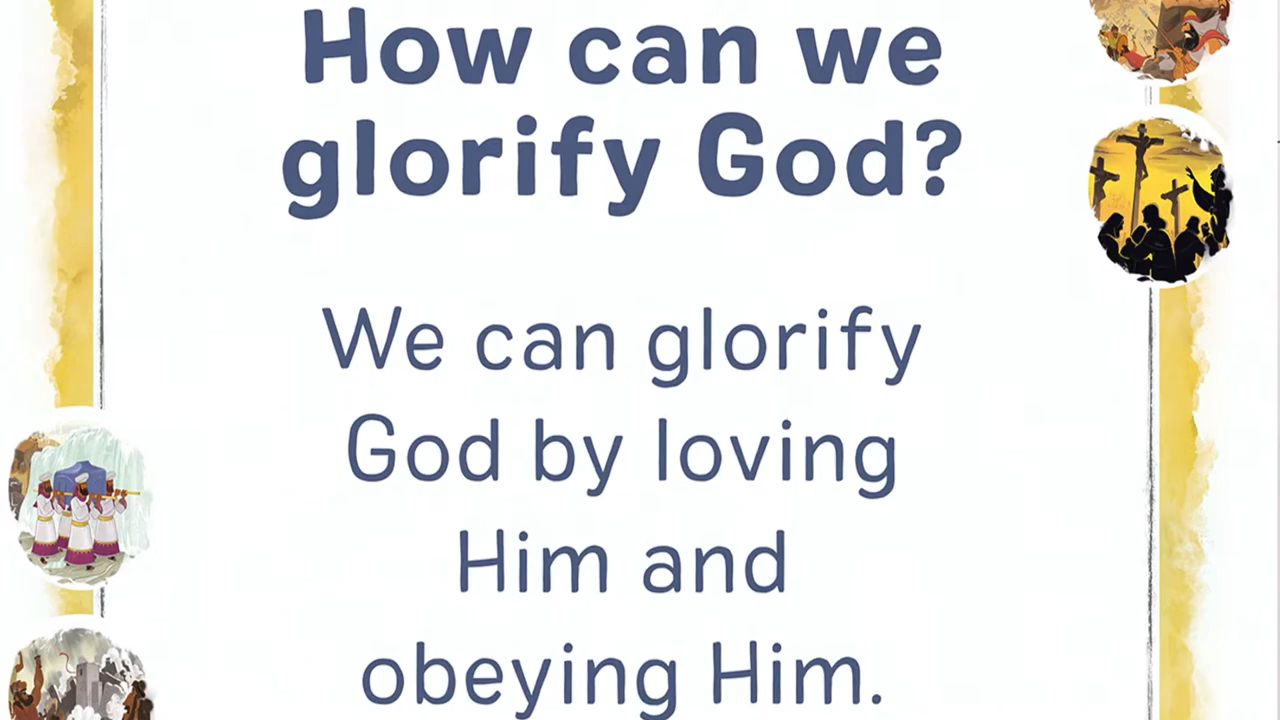 How can we
glorify God?
We can glorify
God by loving
Him and
obeying Him.